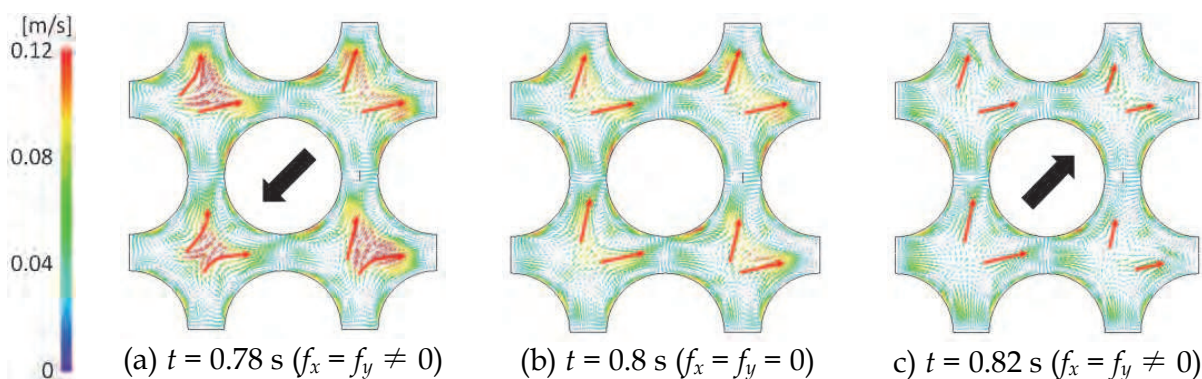 [m/s]
0.12
0.08
0.04
0
(a) t = 0.78 s (fx = fy ≠ 0)
(b) t = 0.8 s (fx = fy = 0)
c) t = 0.82 s (fx = fy ≠ 0)